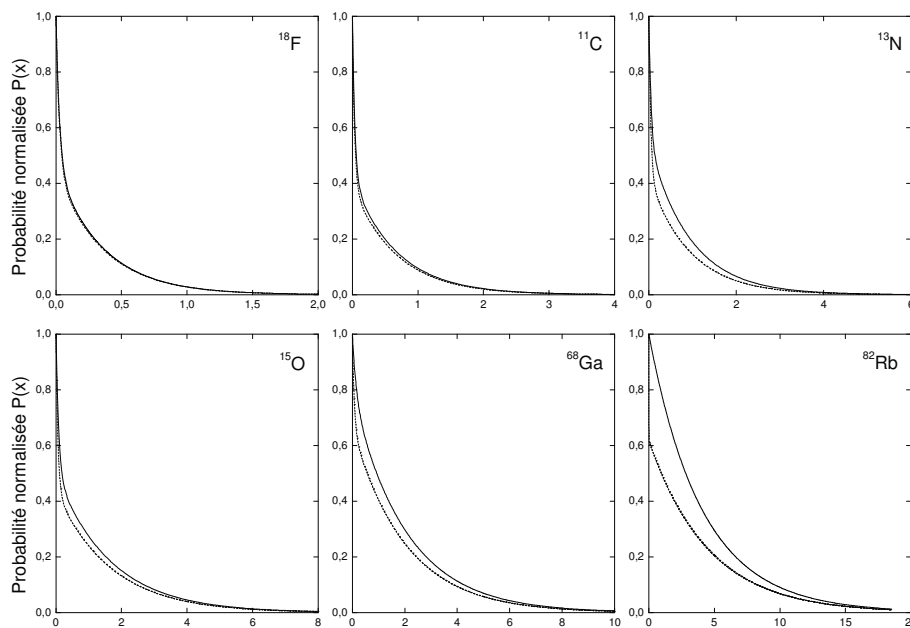 Probabilité normalisée P(x)
1,0
0,8
0,6
0,4
0,2
0,0
0,0 0,5 1,0 1,5 2,0
¹⁸F
0 1 2 3 4
¹¹C
0 2 4 6
¹³N
Probabilité normalisée P(x)
1,0
0,8
0,6
0,4
0,2
0,0
0 2 4 6 8
¹⁵O
0 2 4 6 8 10
⁶⁸Ga
0 5 10 15
⁸²Rb